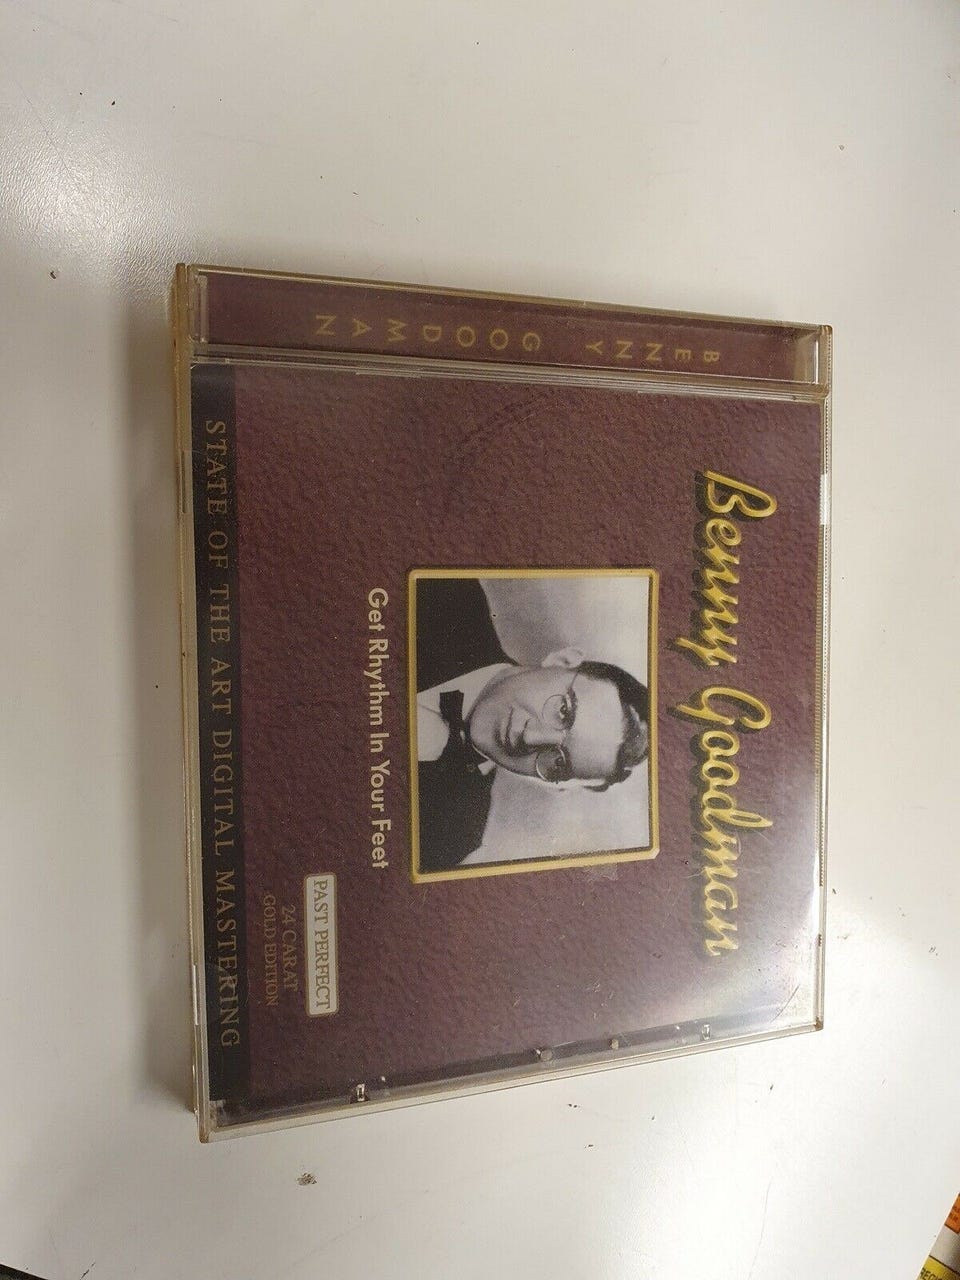 BENNY GOODMAN
Benny Goodman
Get Rhythm In Your Feet
PAST PERFECT
24 CARAT
GOLD EDITION
STATE OF THE ART DIGITAL MASTERING